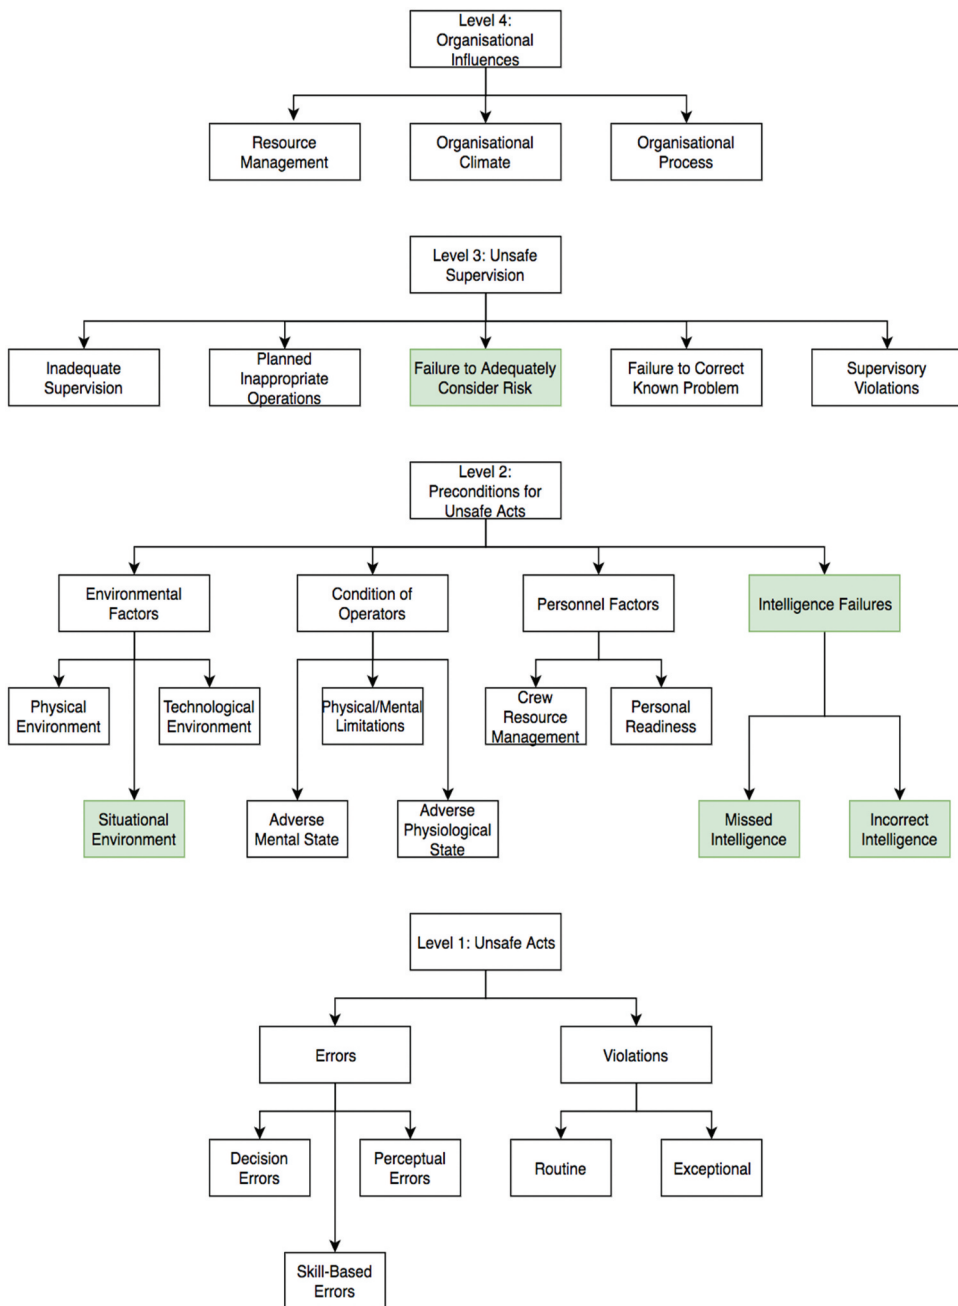 Level 4:
Organisational
Influences
Resource
Management
Organisational
Climate
Organisational
Process
Level 3: Unsafe
Supervision
Inadequate
Supervision
Planned
Inappropriate
Operations
Failure to Adequately
Consider Risk
Failure to Correct
Known Problem
Supervisory
Violations
Level 2:
Preconditions for
Unsafe Acts
Environmental
Factors
Condition of
Operators
Personnel Factors
Intelligence Failures
Physical
Environment
Technological
Environment
Physical/Mental
Limitations
Crew
Resource
Management
Personal
Readiness
Situational
Environment
Adverse
Mental State
Adverse
Physiological
State
Missed
Intelligence
Incorrect
Intelligence
Level 1: Unsafe Acts
Errors
Violations
Decision
Errors
Perceptual
Errors
Routine
Exceptional
Skill-Based
Errors